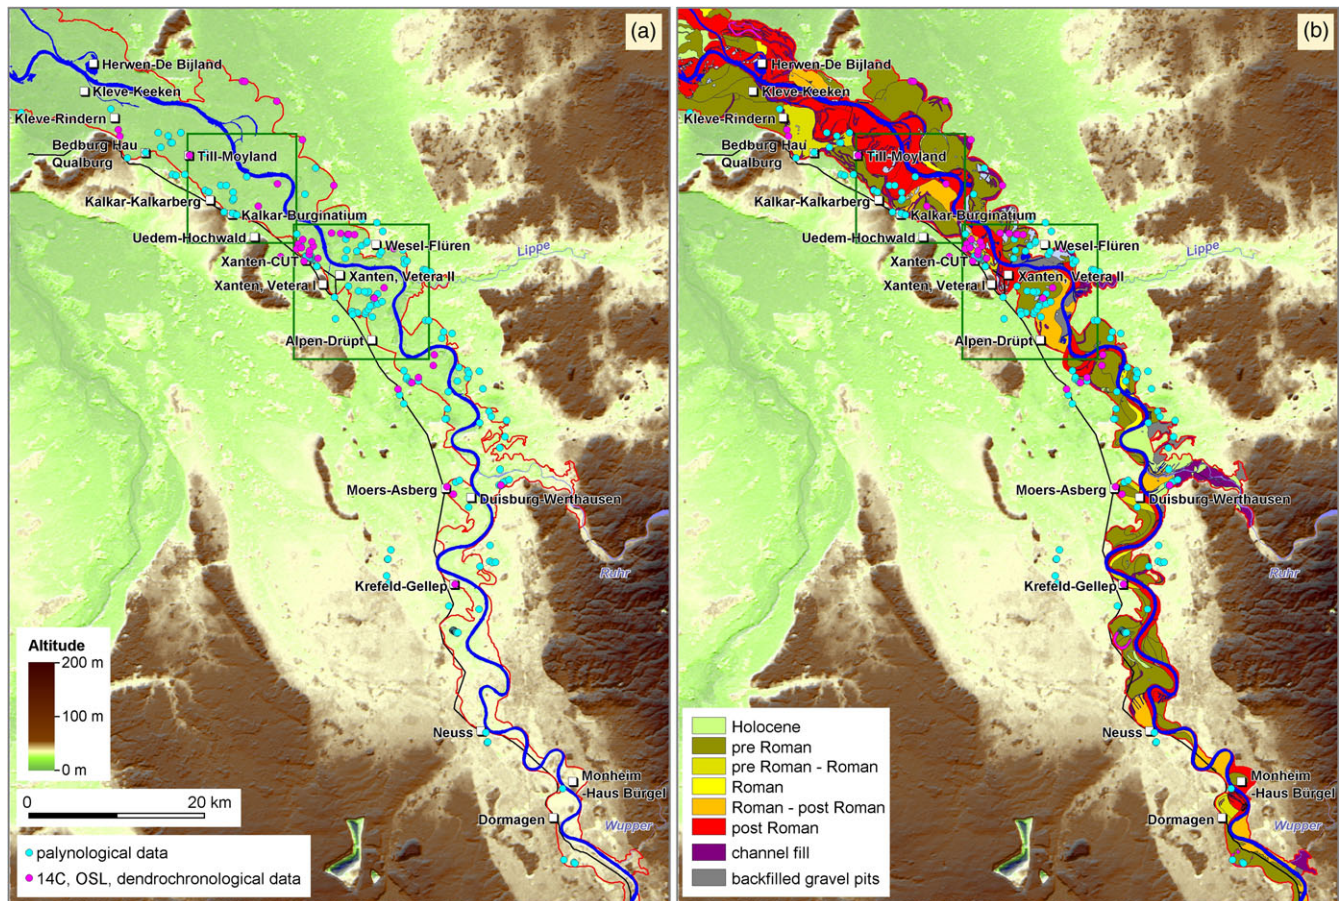 (a)
Herwen-De Bijland
Kleve-Keeken
Kleve-Rindern
Bedburg Hau
Qualburg
Till-Moyland
Kalkar-Kalkarberg
Kalkar-Burginatium
Uedem-Hochwald
Wesel-Flüren
Lippe
Xanten-CUT
Xanten, Vetera II
Xanten, Vetera I
Alpen-Drüpt
Moers-Asberg
Duisburg-Werthausen
Ruhr
Krefeld-Gellep
Neuss
Monheim
-Haus Bürgel
Dormagen
Wupper
Altitude
200 m
100 m
0 m
0 20 km
palynological data
14C, OSL, dendrochronological data
(b)
Herwen-De Bijland
Kleve-Keeken
Kleve-Rindern
Bedburg Hau
Qualburg
Till-Moyland
Kalkar-Kalkarberg
Kalkar-Burginatium
Uedem-Hochwald
Wesel-Flüren
Lippe
Xanten-CUT
Xanten, Vetera II
Xanten, Vetera I
Alpen-Drüpt
Moers-Asberg
Duisburg-Werthausen
Ruhr
Krefeld-Gellep
Neuss
Monheim
-Haus Bürgel
Dormagen
Wupper
Holocene
pre Roman
pre Roman - Roman
Roman
Roman - post Roman
post Roman
channel fill
backfilled gravel pits